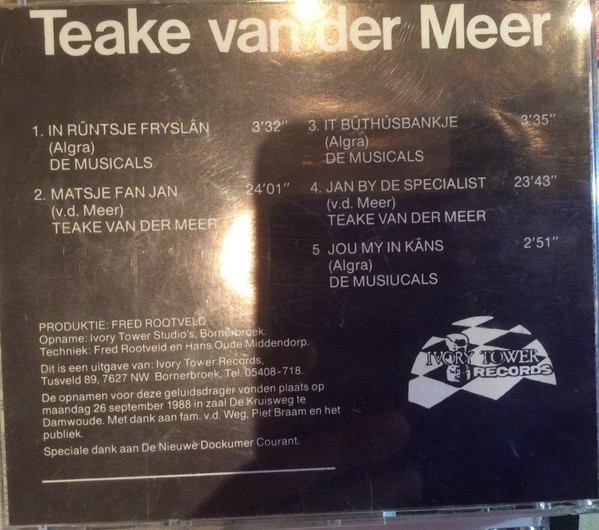 Teake van der Meer
1. IN RÛNTSJE FRYSLÂN 3'32"
(Algra)
DE MUSICALS
2. MATSJE FAN JAN 24'01"
(v.d. Meer)
TEAKE VAN DER MEER
3. IT BÛTHÚSBANKJE 3'35"
(Algra)
DE MUSICALS
4. JAN BY DE SPECIALIST 23'43"
(v.d. Meer)
TEAKE VAN DER MEER
5 JOU MY IN KÂNS 2'51"
(Algra)
DE MUSIUCALS
PRODUKTIE: FRED ROOTVELD.
Opname: Ivory Tower Studio's, Bornerbroek.
Techniek: Fred Rootveld en Hans Oude Middendorp.
Dit is een uitgave van: Ivory Tower Records,
Tusveld 89, 7627 NW Bornerbroek. Tel. 05408-718.
De opnamen voor deze geluidsdrager vonden plaats op
maandag 26 september 1988 in zaal De Kruisweg te
Damwoude. Met dank aan fam. v.d. Weg, Piet Braam en het
publiek.
Speciale dank aan De Nieuwe Dockumer Courant.
IVORY TOWER
RECORDS